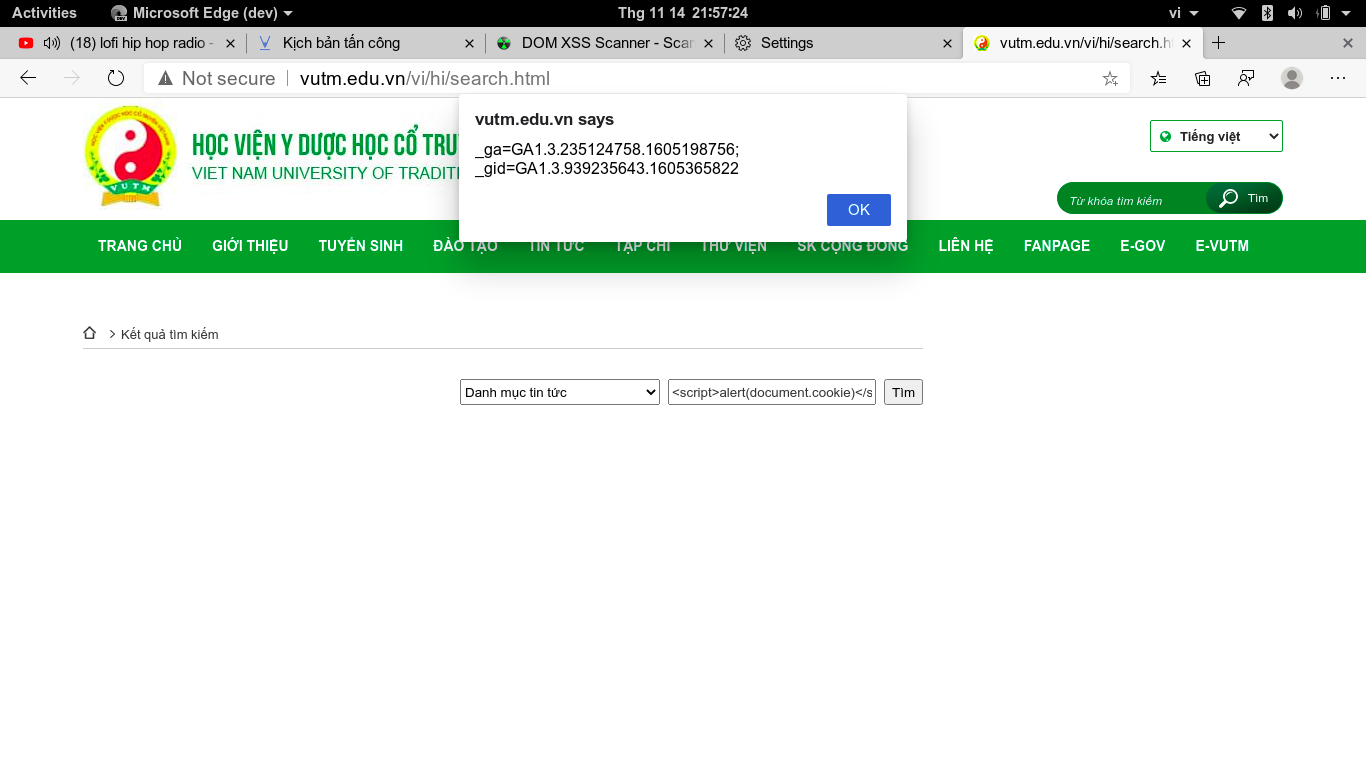 Activities
Microsoft Edge (dev)
Thg 11 14 21:57:24
vi
(18) lofi hip hop radio -
Kịch bản tấn công
DOM XSS Scanner - Scar
Settings
vutm.edu.vn/vi/hi/search.h
Not secure
vutm.edu.vn/vi/hi/search.html
vutm.edu.vn says
_ga=GA1.3.235124758.1605198756;
_gid=GA1.3.939235643.1605365822
OK
VUTM
HỌC VIỆN Y DƯỢC HỌC CỔ TRU
VIET NAM UNIVERSITY OF TRADITI
Tiếng việt
Từ khóa tìm kiếm
Tìm
TRANG CHỦ
GIỚI THIỆU
TUYỂN SINH
ĐÀO TẠO
TIN TỨC
TẠP CHÍ
THƯ VIỆN
SK CỘNG ĐỒNG
LIÊN HỆ
FANPAGE
E-GOV
E-VUTM
Kết quả tìm kiếm
Danh mục tin tức
<script>alert(document.cookie)</s
Tìm